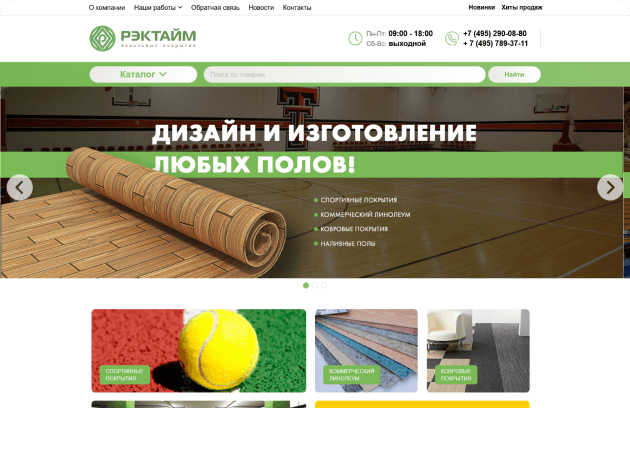 О компании Наши работы Обратная связь Новости Контакты Новинки Хиты продаж
РЭКТАЙМ
напольные покрытия
Пн-Пт: 09:00 - 18:00
Сб-Вс: выходной
+7 (495) 290-08-80
+ 7 (495) 789-37-11
Каталог Поиск по товарам... Найти
ДИЗАЙН И ИЗГОТОВЛЕНИЕ
ЛЮБЫХ ПОЛОВ!
СПОРТИВНЫЕ ПОКРЫТИЯ
КОММЕРЧЕСКИЙ ЛИНОЛЕУМ
КОВРОВЫЕ ПОКРЫТИЯ
НАЛИВНЫЕ ПОЛЫ
СПОРТИВНЫЕ
ПОКРЫТИЯ
КОММЕРЧЕСКИЙ
ЛИНОЛЕУМ
КОВРОВЫЕ
ПОКРЫТИЯ